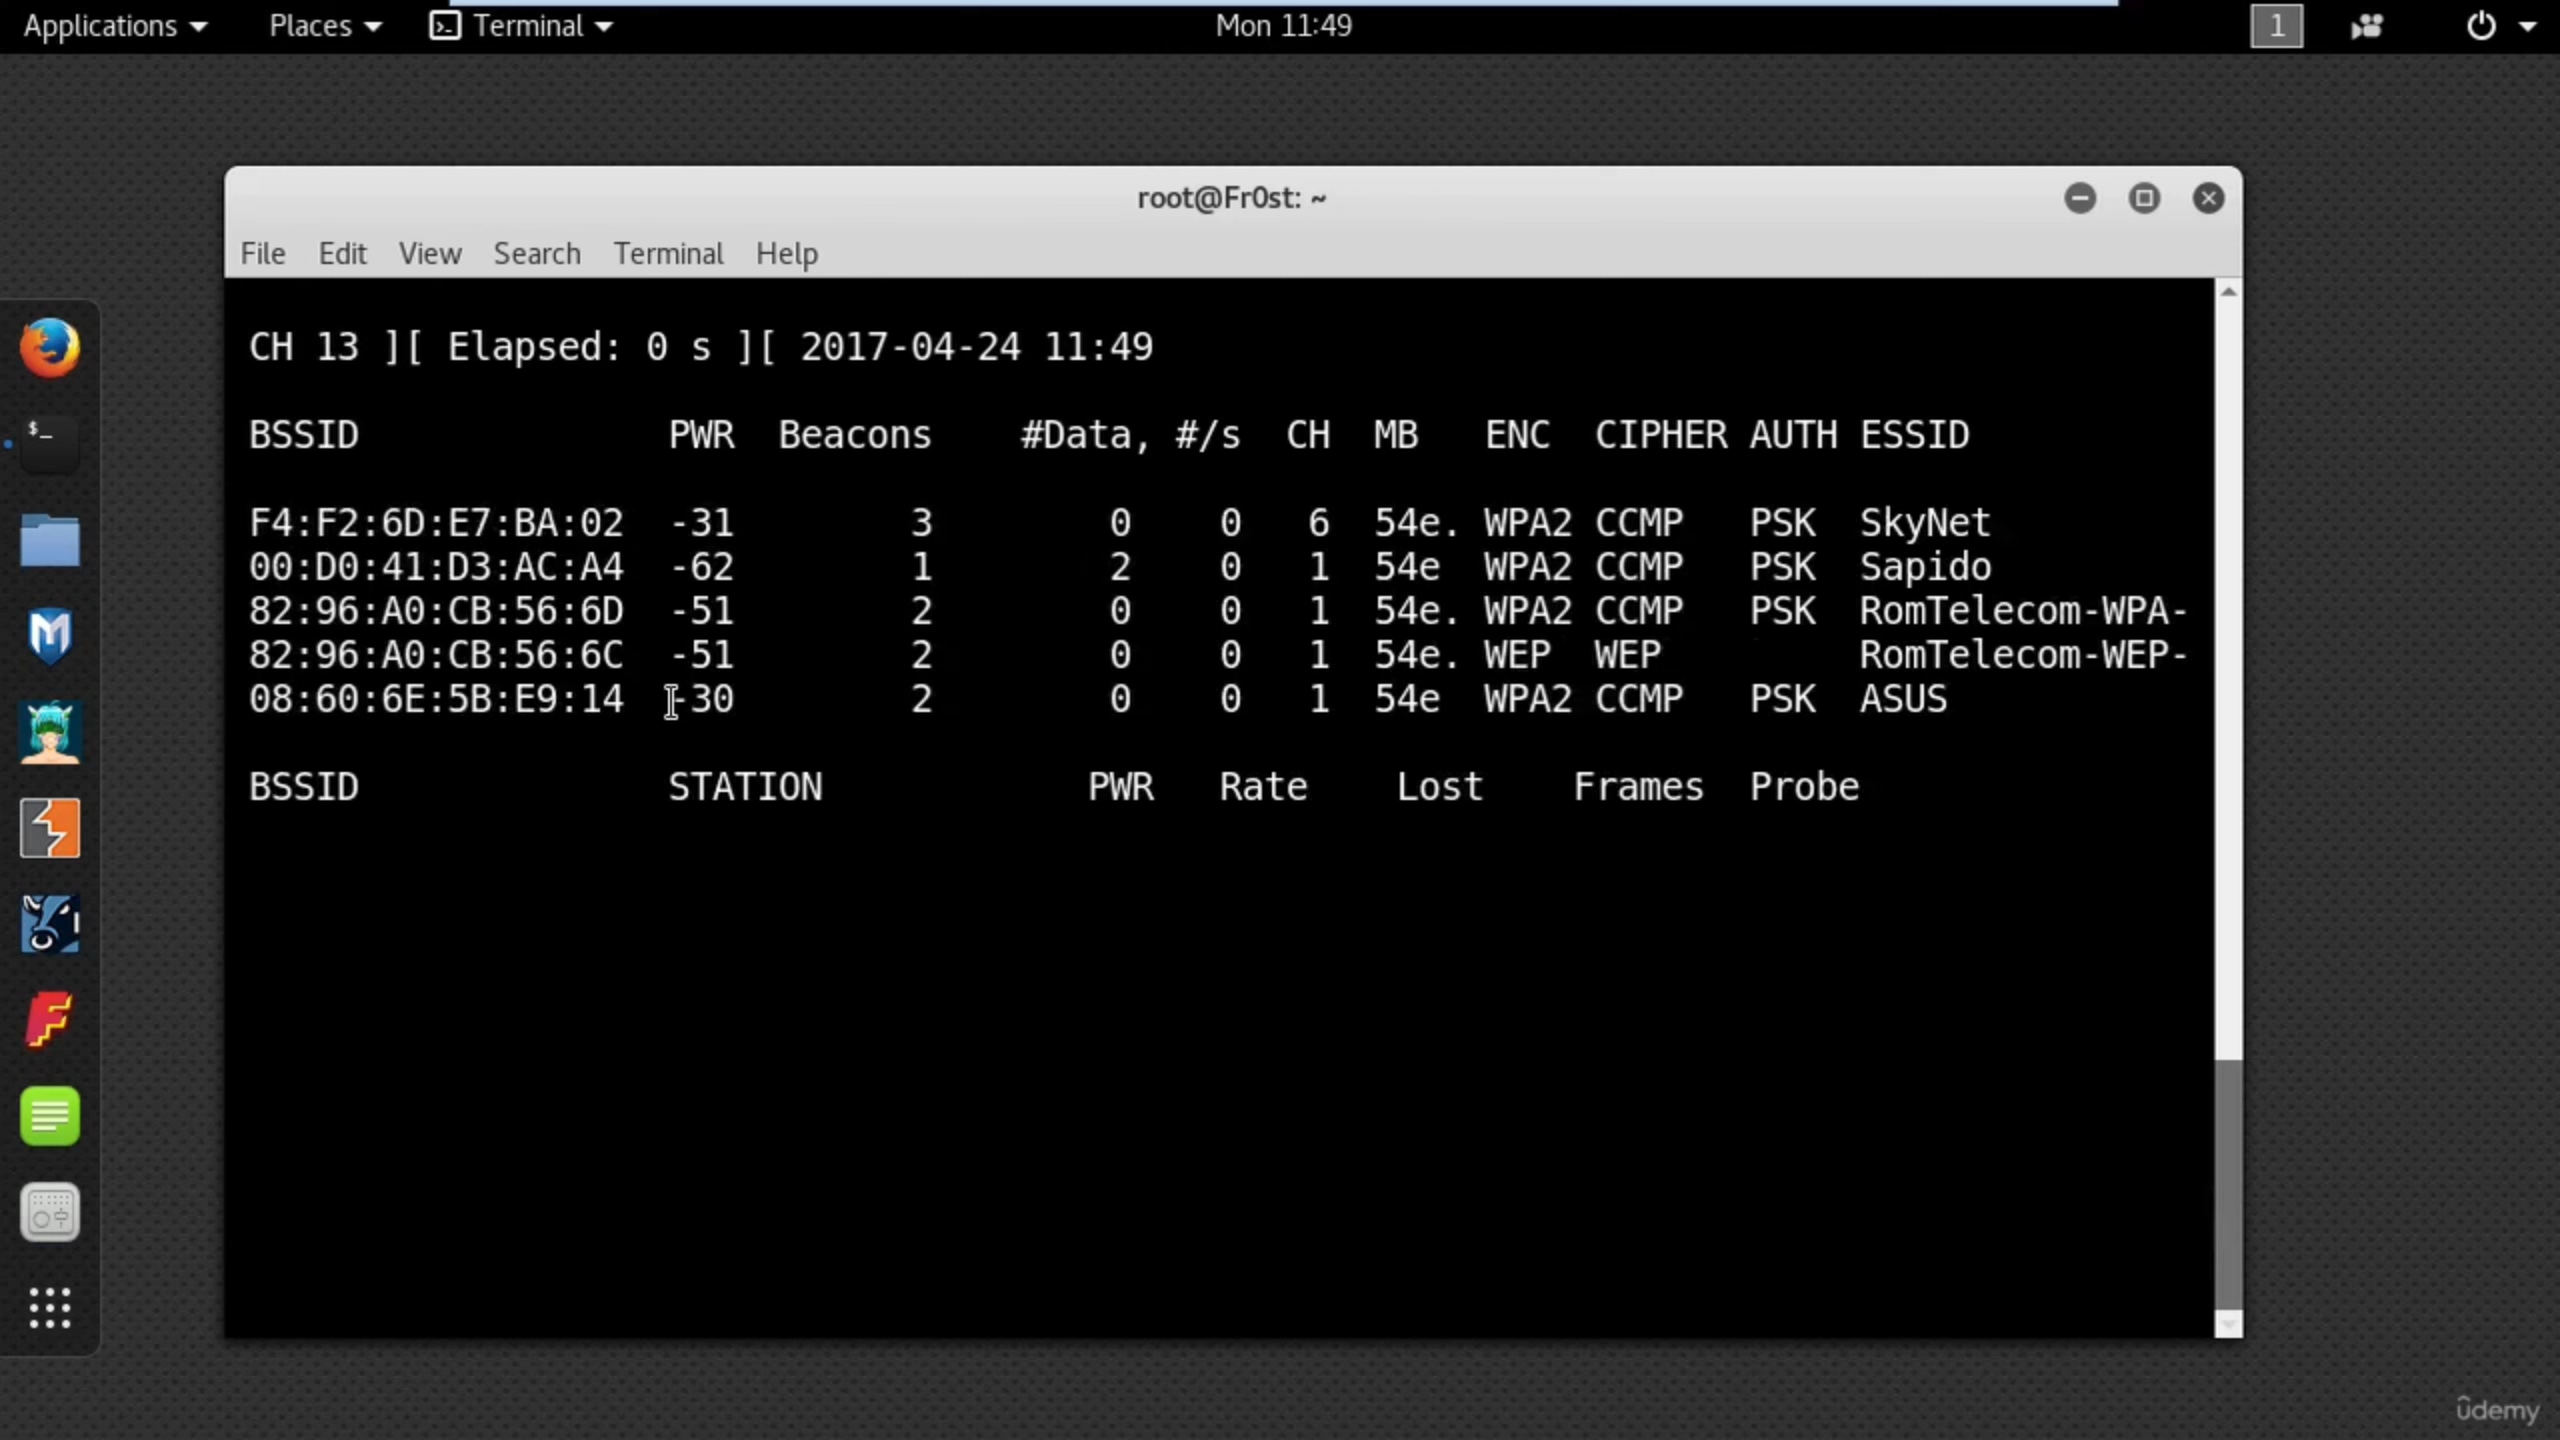 Applications Places Terminal Mon 11:49 1
root@Fr0st: ~
File Edit View Search Terminal Help
CH 13 ][ Elapsed: 0 s ][ 2017-04-24 11:49
BSSID PWR Beacons #Data, #/s CH MB ENC CIPHER AUTH ESSID
F4:F2:6D:E7:BA:02 -31 3 0 0 6 54e. WPA2 CCMP PSK SkyNet
00:D0:41:D3:AC:A4 -62 1 2 0 1 54e WPA2 CCMP PSK Sapido
82:96:A0:CB:56:6D -51 2 0 0 1 54e. WPA2 CCMP PSK RomTelecom-WPA-
82:96:A0:CB:56:6C -51 2 0 0 1 54e. WEP WEP RomTelecom-WEP-
08:60:6E:5B:E9:14 -30 2 0 0 1 54e WPA2 CCMP PSK ASUS
BSSID STATION PWR Rate Lost Frames Probe
$_
ûdemy